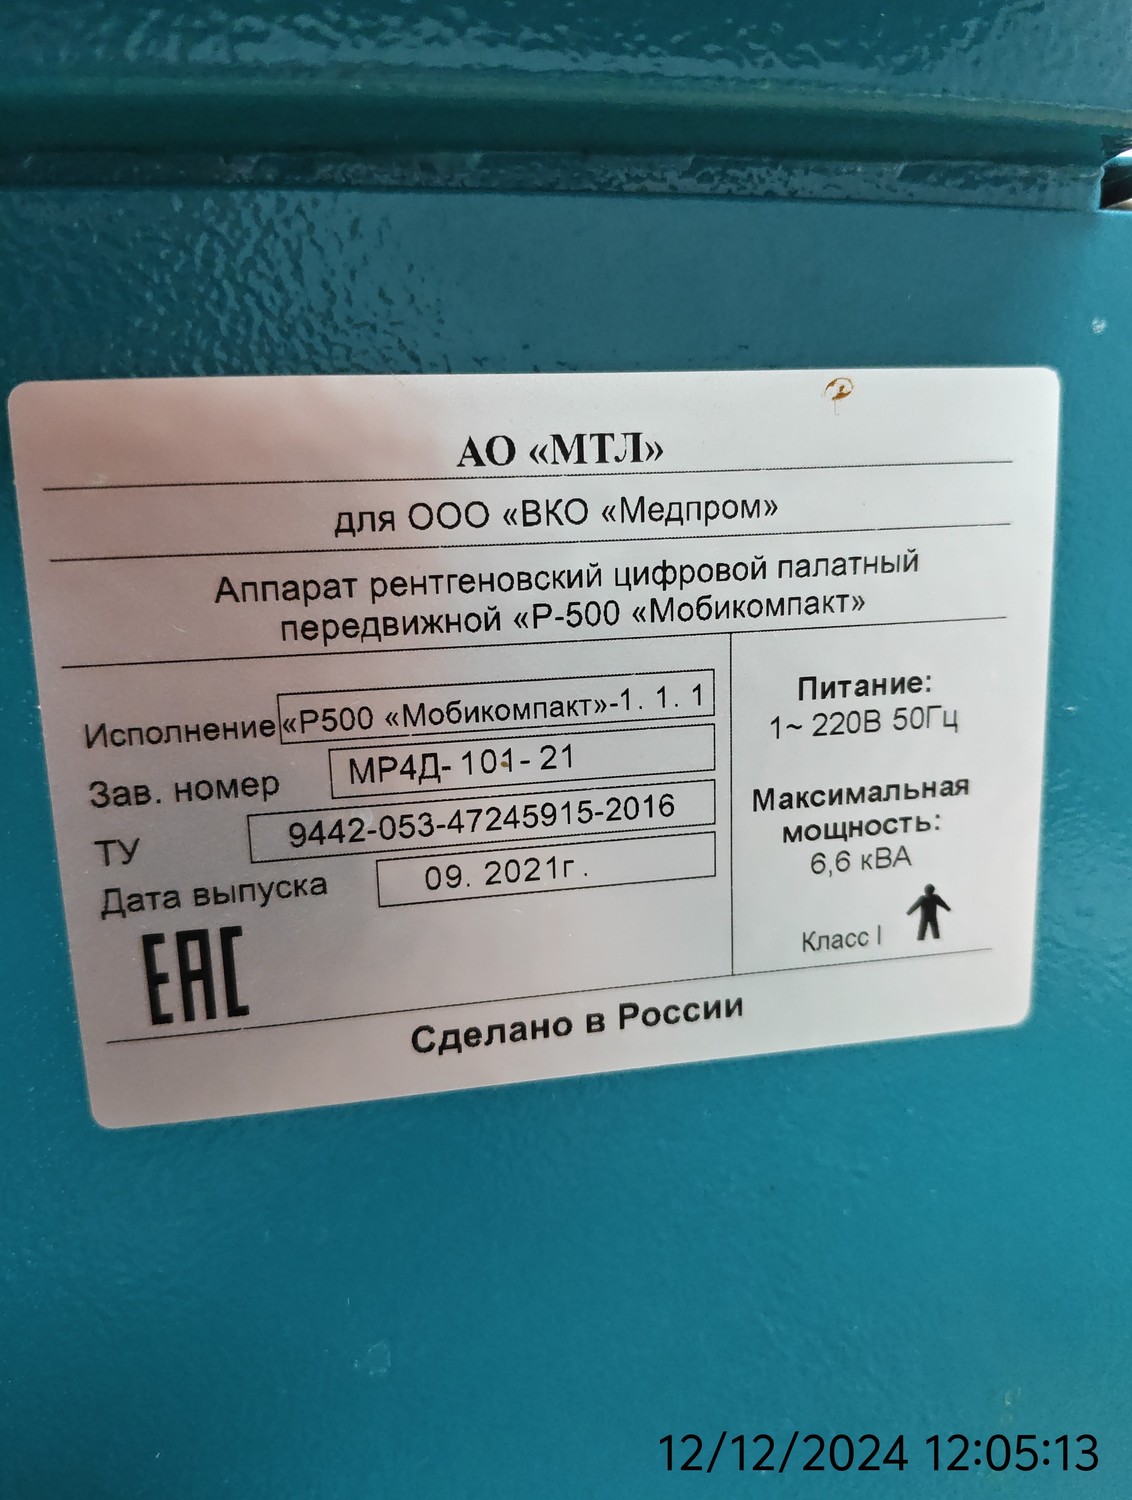 АО «МТЛ»
для ООО «ВКО «Медпром»
Аппарат рентгеновский цифровой палатный
передвижной «Р-500 «Мобикомпакт»
Исполнение «Р500 «Мобикомпакт»-1. 1. 1
Зав. номер МР4Д- 101- 21
ТУ 9442-053-47245915-2016
Дата выпуска 09. 2021г.
Питание:
1~ 220В 50Гц
Максимальная
мощность:
6,6 кВА
Класс I
ЕАС
Сделано в России
12/12/2024 12:05:13